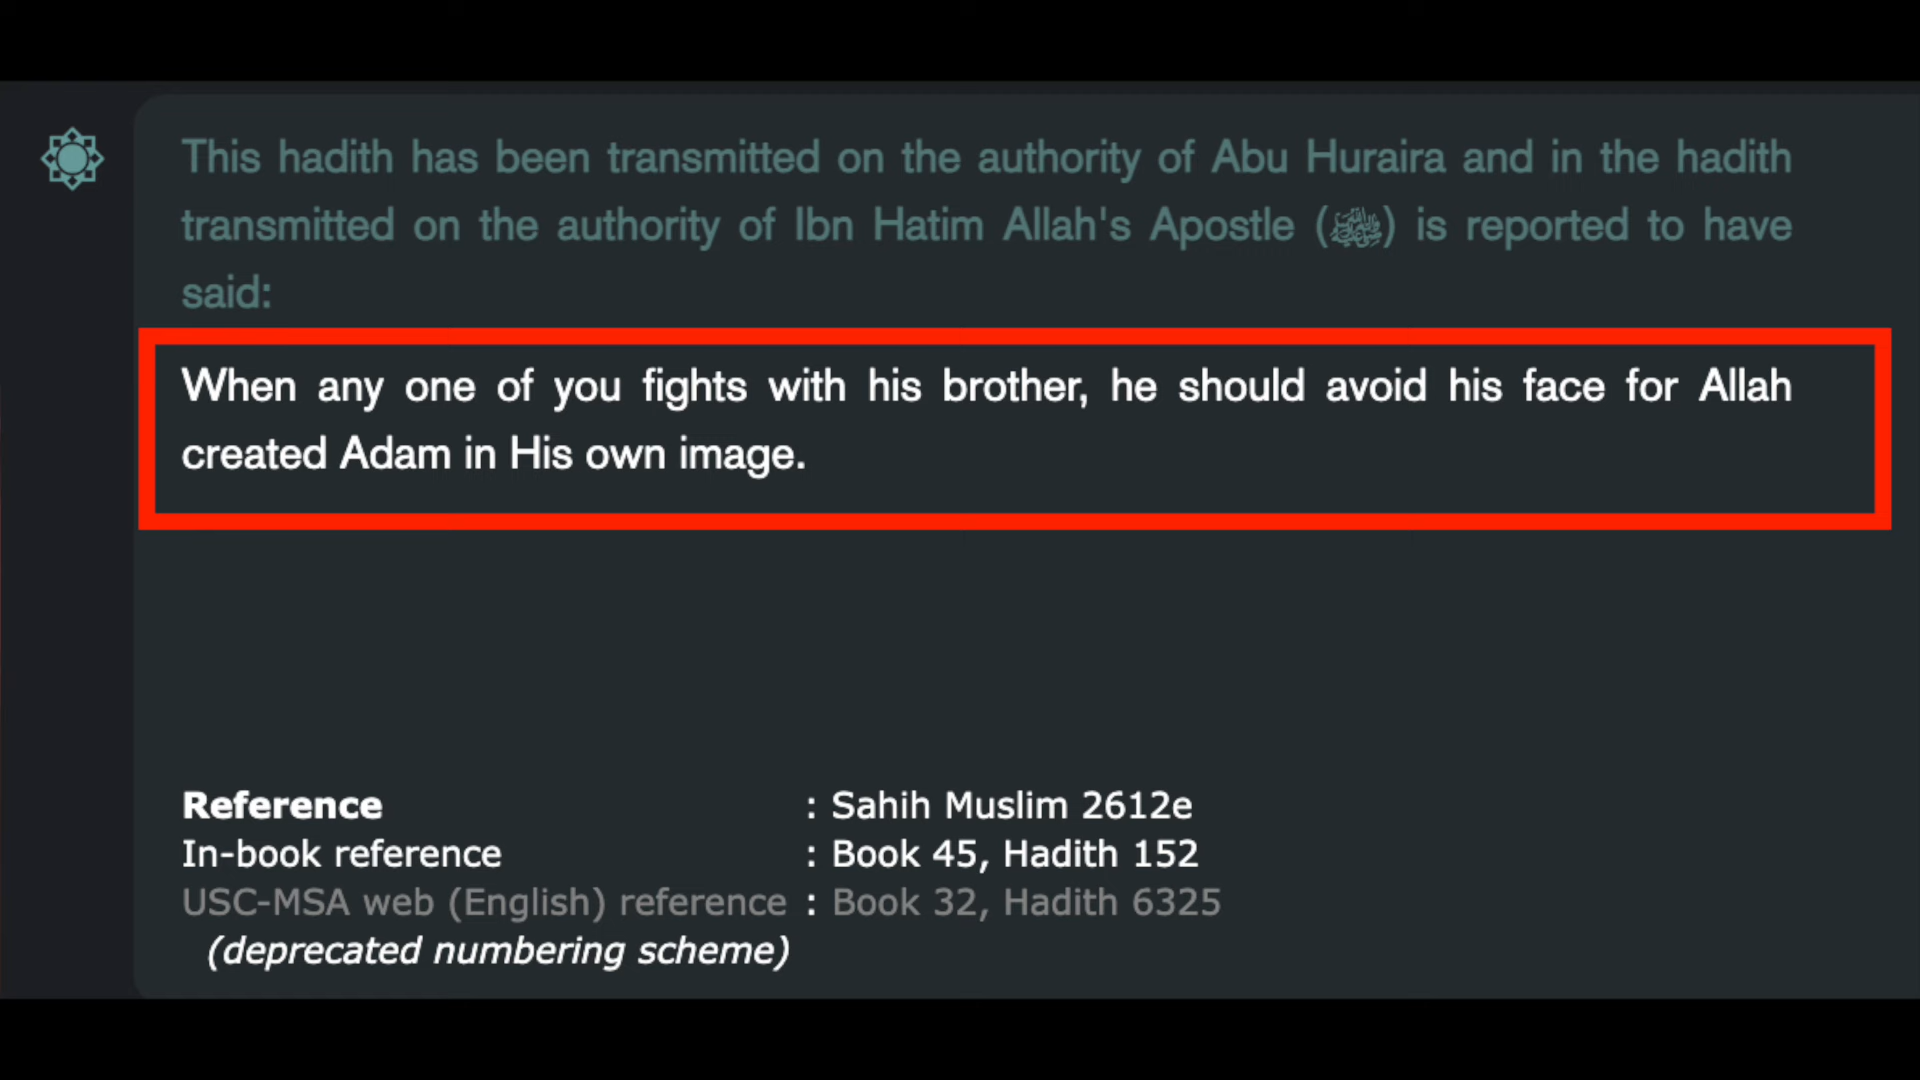 This hadith has been transmitted on the authority of Abu Huraira and in the hadith
transmitted on the authority of Ibn Hatim Allah's Apostle (ﷺ) is reported to have
said:
When any one of you fights with his brother, he should avoid his face for Allah
created Adam in His own image.
Reference : Sahih Muslim 2612e
In-book reference : Book 45, Hadith 152
USC-MSA web (English) reference : Book 32, Hadith 6325
(deprecated numbering scheme)